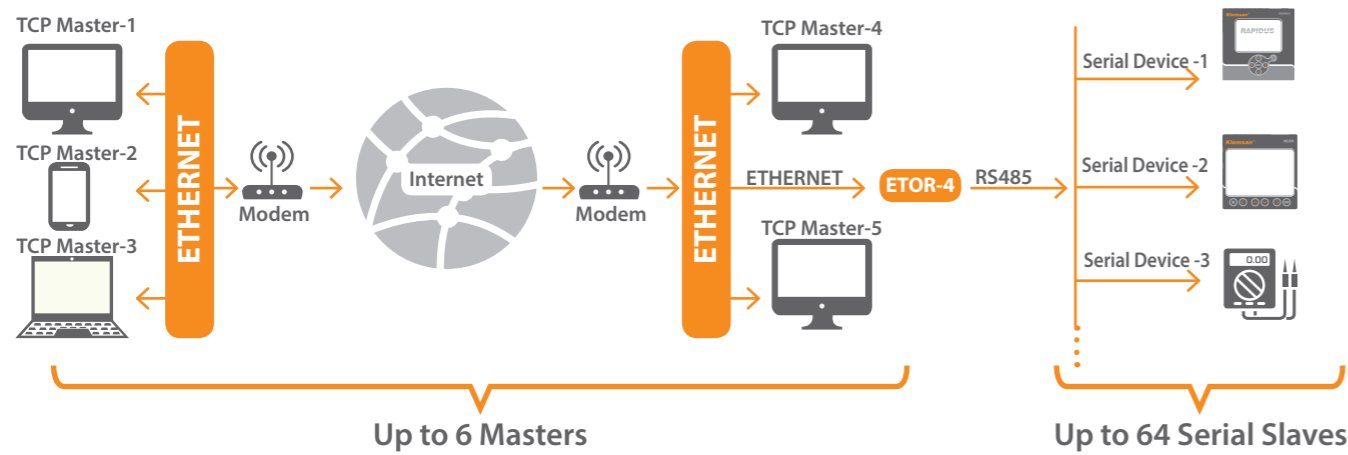 TCP Master-1
TCP Master-2
TCP Master-3
ETHERNET
Modem
Internet
Modem
ETHERNET
TCP Master-4
TCP Master-5
ETHERNET
ETOR-4
RS485
Serial Device -1
Serial Device -2
Serial Device -3
RAPIDUS
0.00
Up to 6 Masters
Up to 64 Serial Slaves